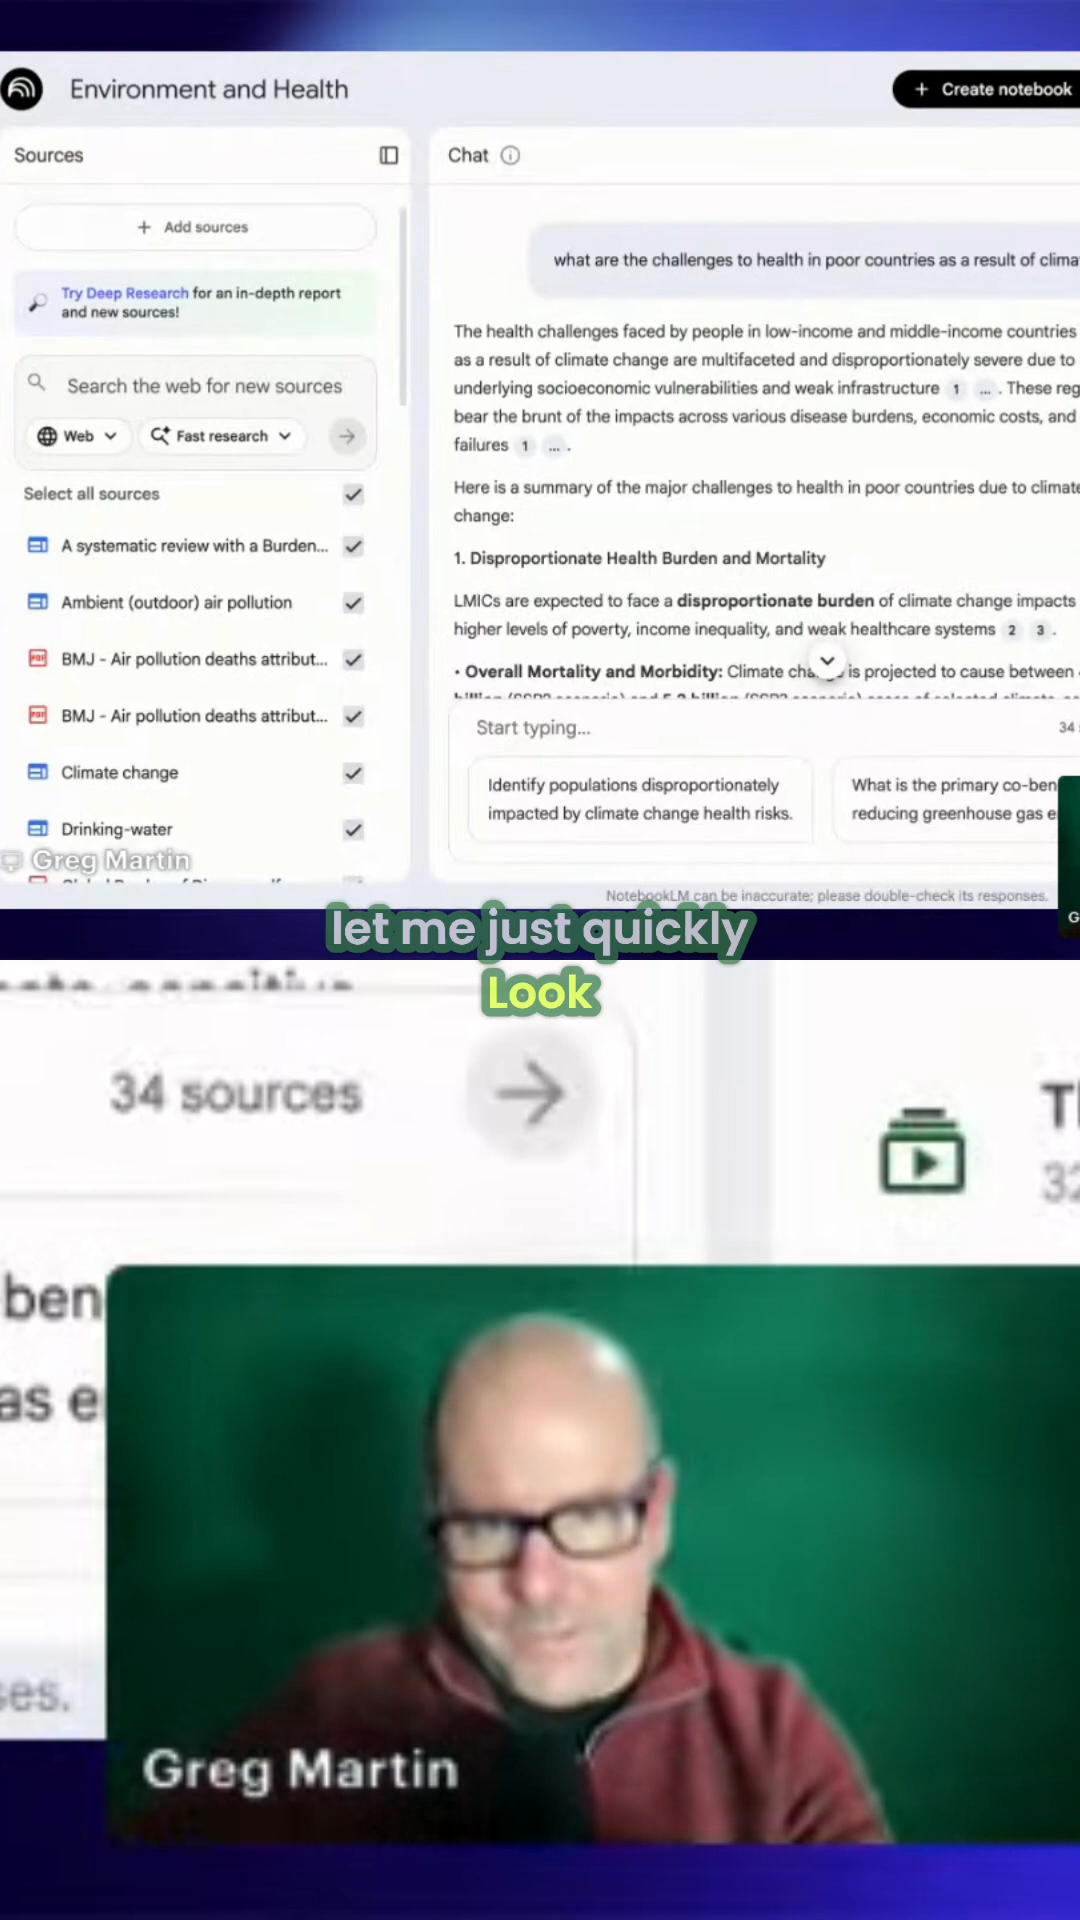 Environment and Health
+ Create notebook
Sources
Chat
+ Add sources
Try Deep Research for an in-depth report
and new sources!
Search the web for new sources
Web
Fast research
Select all sources
A systematic review with a Burden...
Ambient (outdoor) air pollution
BMJ - Air pollution deaths attribut...
BMJ - Air pollution deaths attribut...
Climate change
Drinking-water
Greg Martin
what are the challenges to health in poor countries as a result of clima
The health challenges faced by people in low-income and middle-income countries
as a result of climate change are multifaceted and disproportionately severe due to
underlying socioeconomic vulnerabilities and weak infrastructure 1 ... . These reg
bear the brunt of the impacts across various disease burdens, economic costs, and
failures 1 ... .
Here is a summary of the major challenges to health in poor countries due to climate
change:
1. Disproportionate Health Burden and Mortality
LMICs are expected to face a disproportionate burden of climate change impacts
higher levels of poverty, income inequality, and weak healthcare systems 2 3 .
• Overall Mortality and Morbidity: Climate cha is projected to cause between
Start typing...
34
Identify populations disproportionately
impacted by climate change health risks.
What is the primary co-ben
reducing greenhouse gas e
NotebookLM can be inaccurate; please double-check its responses.
G
let me just quickly
Look
34 sources
T
32
ben
as e
ses.
Greg Martin